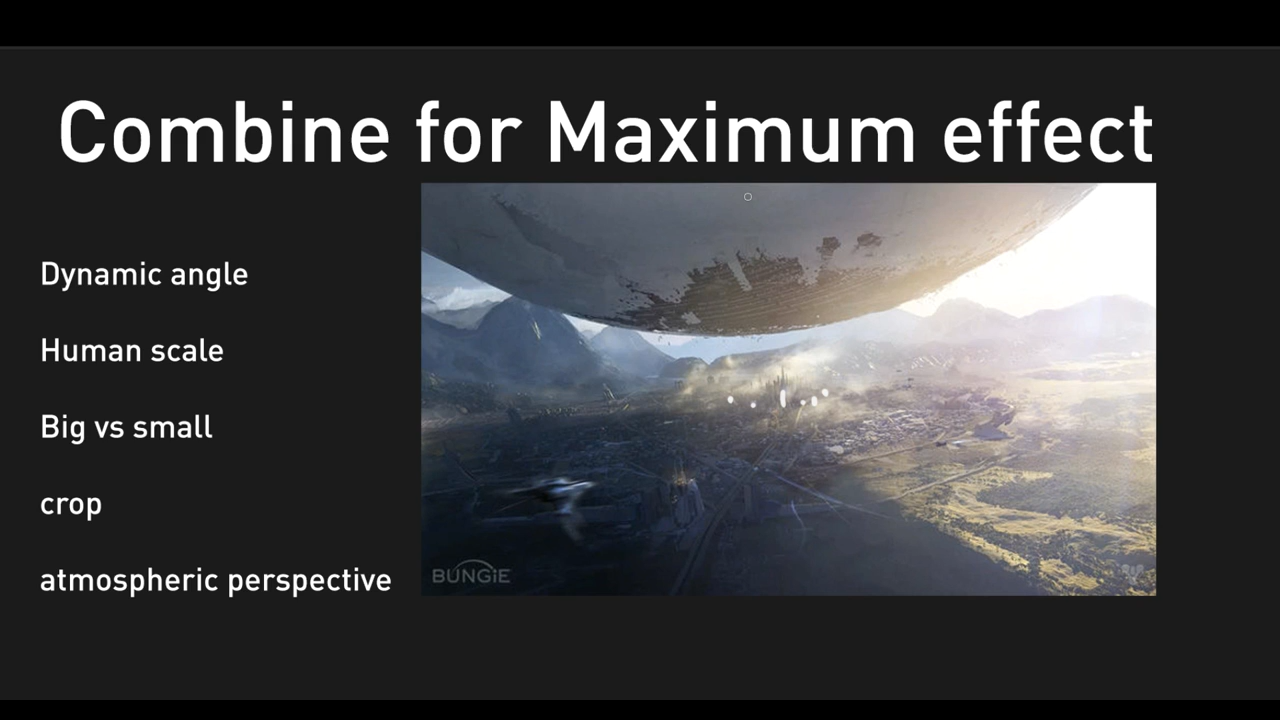 Combine for Maximum effect
Dynamic angle
Human scale
Big vs small
crop
atmospheric perspective
BUNGiE